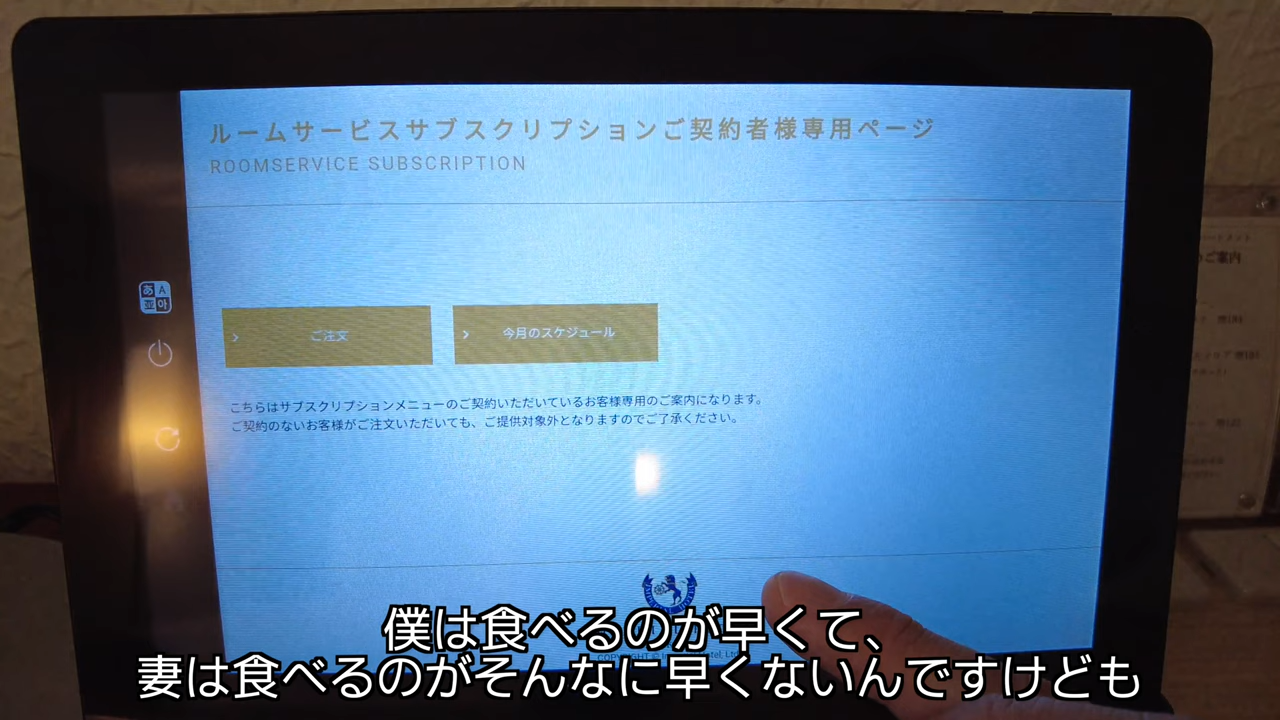 ルームサービスサブスクリプションご契約者様専用ページ
ROOMSERVICE SUBSCRIPTION
あ A
亜 아
ご注文
今月のスケジュール
こちらはサブスクリプションメニューのご契約いただいているお客様専用のご案内になります。
ご契約のないお客様がご注文いただいても、ご提供対象外となりますのでご了承ください。
ご案内
僕は食べるのが早くて、
妻は食べるのがそんなに早くないんですけども